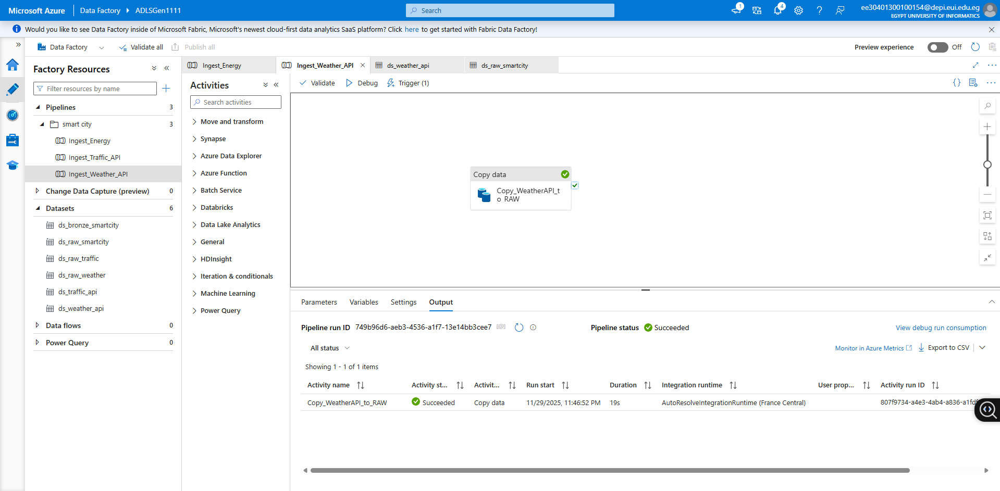 Microsoft Azure
Data Factory
ADLSGen1111
Search
1
4
ee30401300100154@depi.eui.edu.eg
EGYPT UNIVERSITY OF INFORMATICS
Would you like to see Data Factory inside of Microsoft Fabric, Microsoft's newest cloud-first data analytics SaaS platform? Click here to get started with Fabric Data Factory!
Data Factory
Validate all
Publish all
Preview experience
Off
Factory Resources
Filter resources by name
Pipelines 3
smart city 3
Ingest_Energy
Ingest_Traffic_API
Ingest_Weather_API
Change Data Capture (preview) 0
Datasets 6
ds_bronze_smartcity
ds_raw_smartcity
ds_raw_traffic
ds_raw_weather
ds_traffic_api
ds_weather_api
Data flows 0
Power Query 0
Ingest_Energy
Ingest_Weather_API
ds_weather_api
ds_raw_smartcity
Activities
Search activities
Move and transform
Synapse
Azure Data Explorer
Azure Function
Batch Service
Databricks
Data Lake Analytics
General
HDInsight
Iteration & conditionals
Machine Learning
Power Query
Validate
Debug
Trigger (1)
Copy data
Copy_WeatherAPI_t
o_RAW
Parameters
Variables
Settings
Output
Pipeline run ID 749b96d6-aeb3-4536-a1f7-13e14bb3cee7
Pipeline status Succeeded
View debug run consumption
All status
Monitor in Azure Metrics
Export to CSV
Showing 1 - 1 of 1 items
Activity name Activity st... Activit... Run start Duration Integration runtime User prop... Activity run ID
Copy_WeatherAPI_to_RAW Succeeded Copy data 11/29/2025, 11:46:52 PM 19s AutoResolveIntegrationRuntime (France Central) 807f9734-a4e3-4ab4-a836-a1fdf